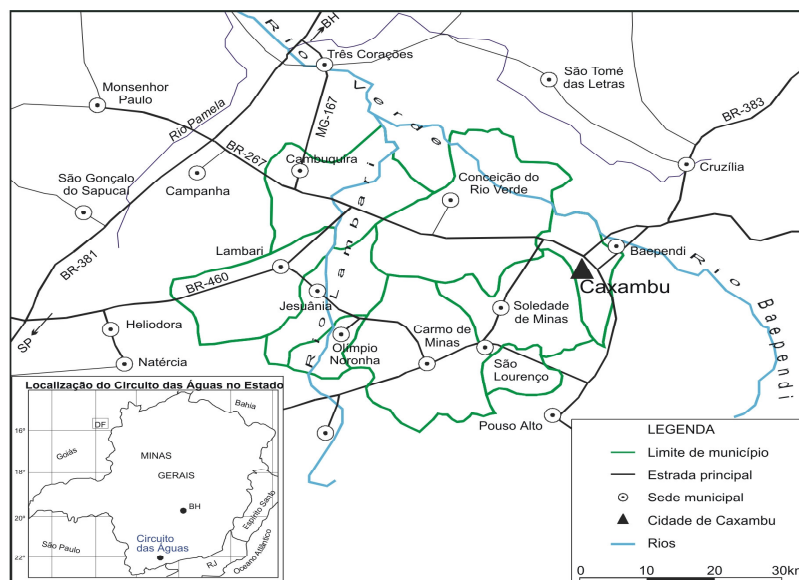 BH
Rio Verde
Três Corações
São Tomé
das Letras
Monsenhor
Paulo
Rio Pamela
MG-167
BR-383
BR-267
Cambuquira
Cruzília
São Gonçalo
do Sapucaí
Campanha
Conceição do
Rio Verde
Rio Lambari
Lambari
Baependi
Rio Baependi
BR-381
BR-460
Caxambu
Jesuânia
Soledade
de Minas
Heliodora
SP
Olímpio
Noronha
Carmo de
Minas
Natércia
São
Lourenço
Pouso Alto
Localização do Circuito das Águas no Estado
Bahia
DF
16°
Goiás
MINAS
GERAIS
18°
BH
20°
Espírito Santo
Circuito
das Águas
São Paulo
22°
RJ
Oceano Atlântico
LEGENDA
Limite de município
Estrada principal
Sede municipal
Cidade de Caxambu
Rios
0 10 20 30km